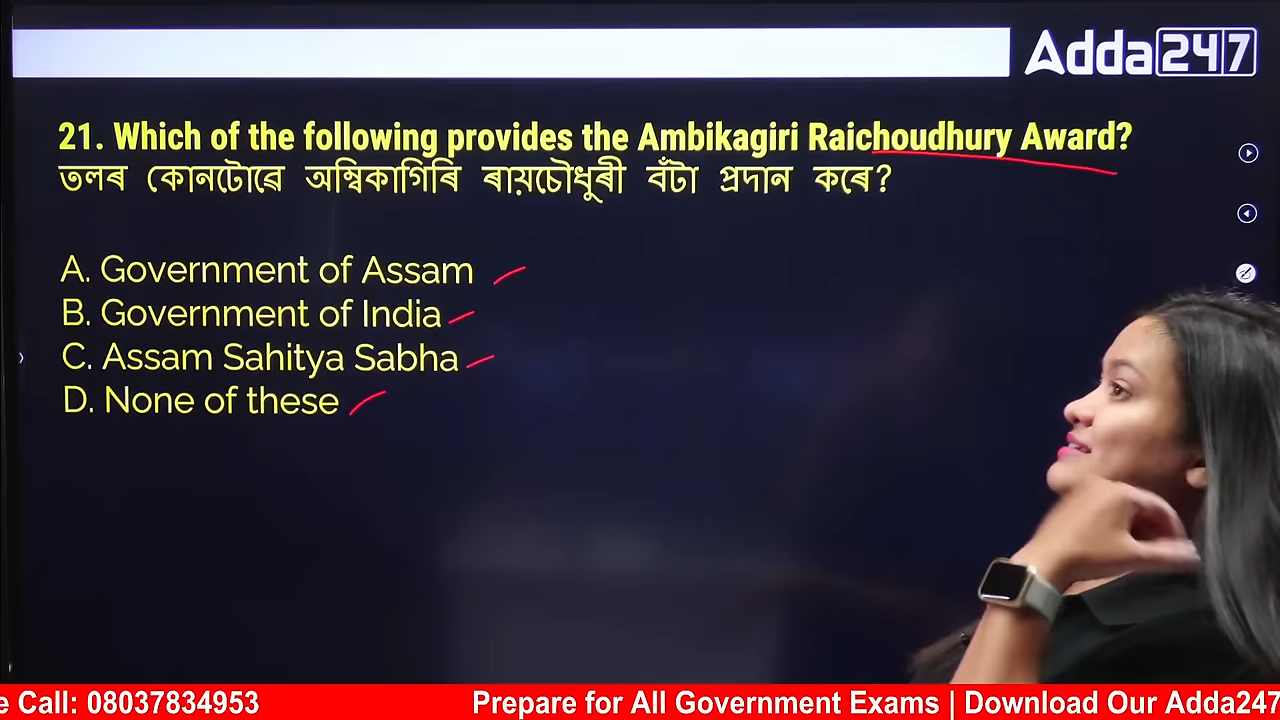 Adda247
21. Which of the following provides the Ambikagiri Raichoudhury Award?
তলৰ কোনটোৱে অম্বিকাগিৰি ৰায়চৌধুৰী বঁটা প্ৰদান কৰে?
A. Government of Assam
B. Government of India
C. Assam Sahitya Sabha
D. None of these
e Call: 08037834953 Prepare for All Government Exams | Download Our Adda247